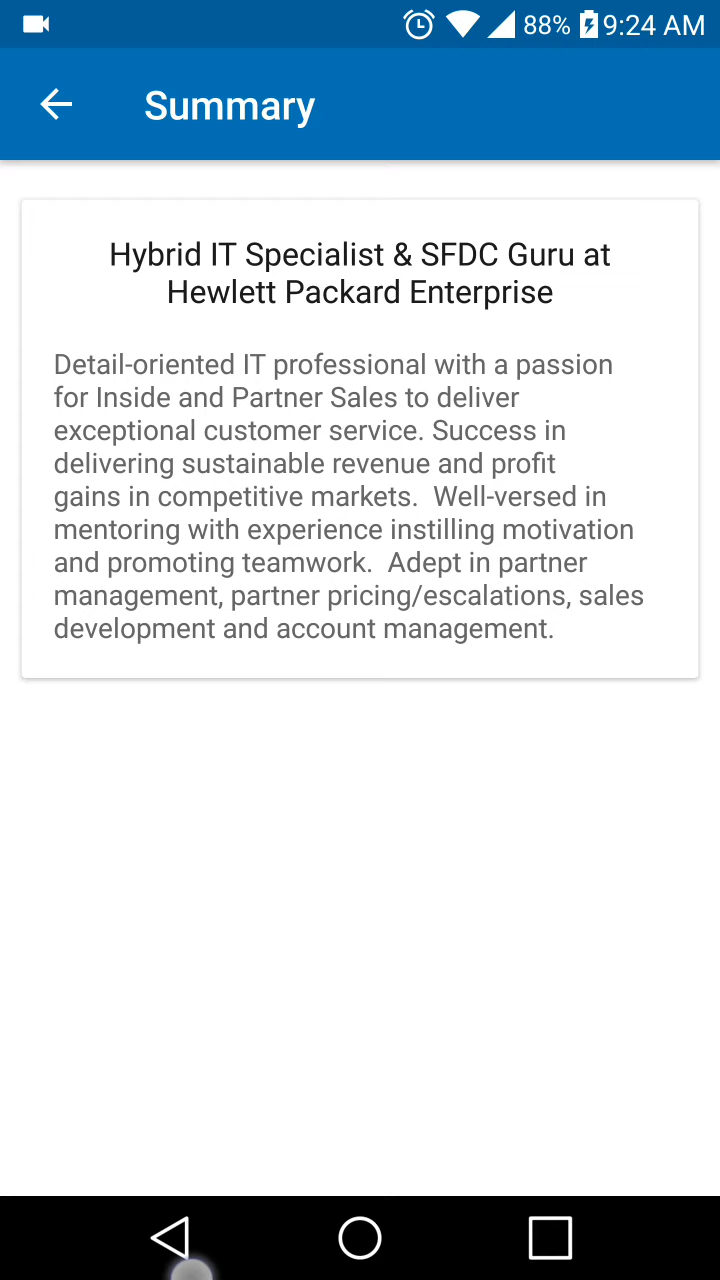 88% 9:24 AM
Summary
Hybrid IT Specialist & SFDC Guru at
Hewlett Packard Enterprise
Detail-oriented IT professional with a passion
for Inside and Partner Sales to deliver
exceptional customer service. Success in
delivering sustainable revenue and profit
gains in competitive markets.  Well-versed in
mentoring with experience instilling motivation
and promoting teamwork.  Adept in partner
management, partner pricing/escalations, sales
development and account management.